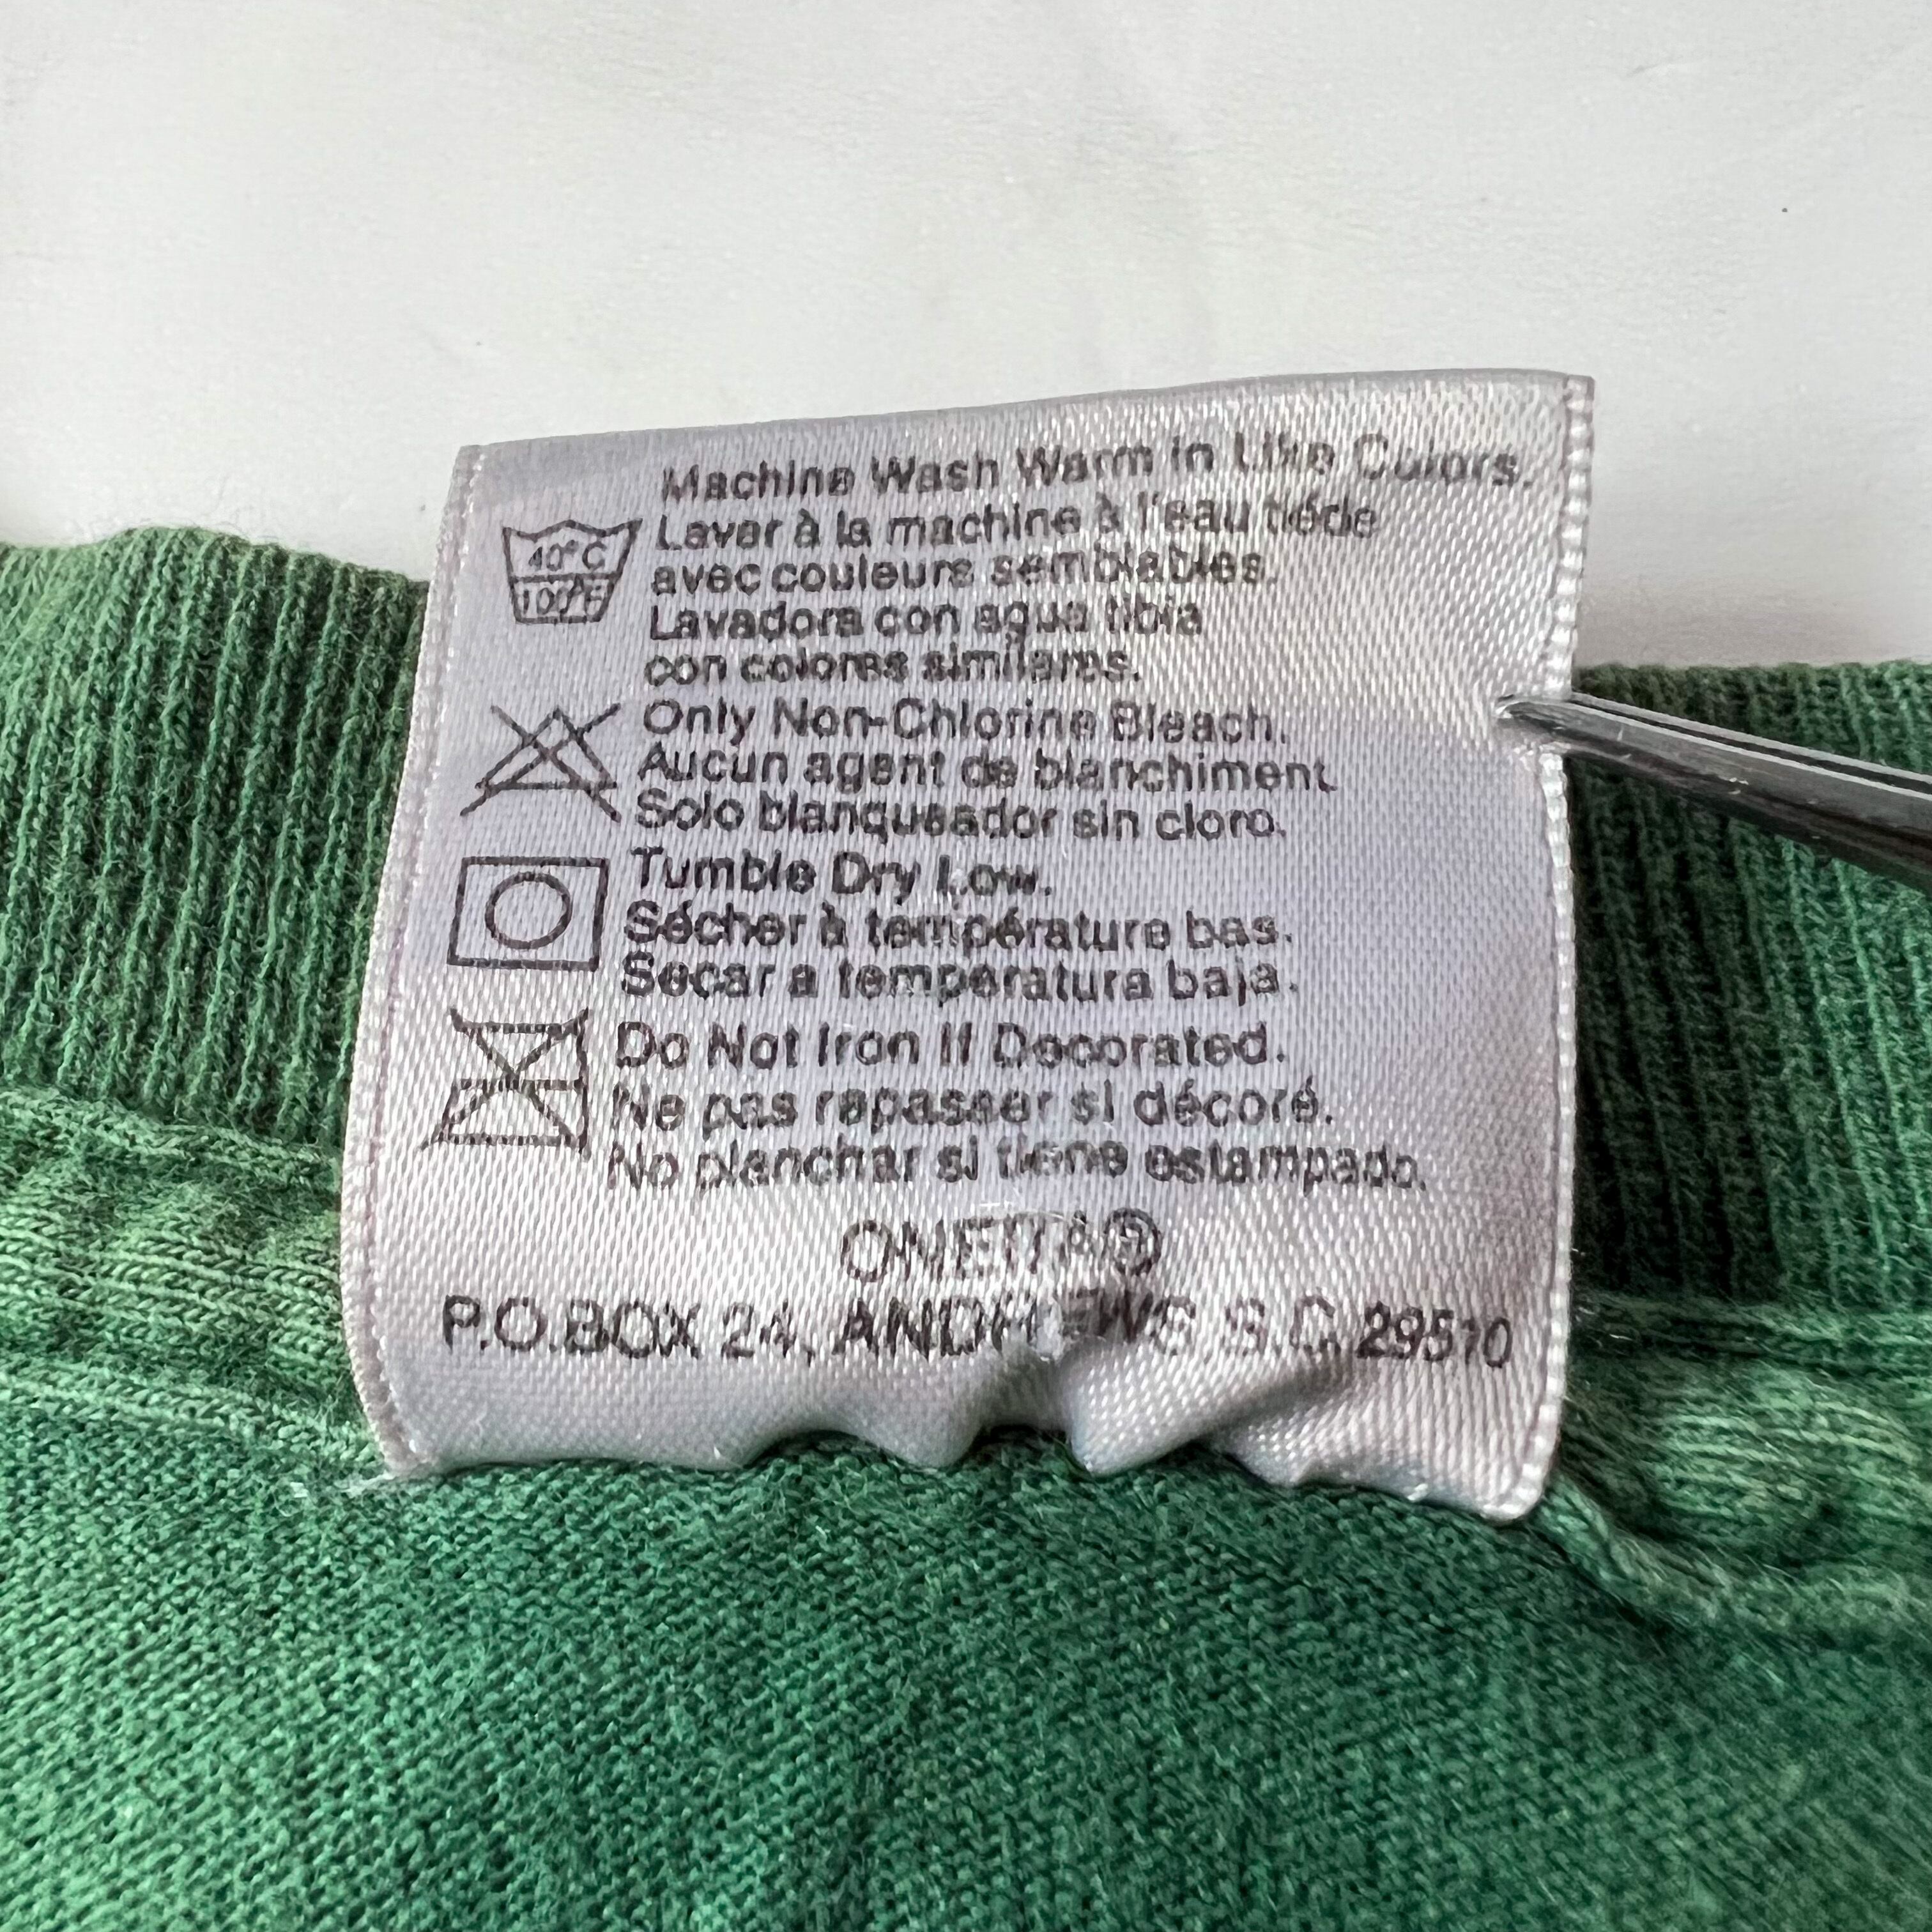 Machine Wash Warm in Like Colors.
Laver à la machine à l'eau tiéde
40°C
avec couleurs semblables.
100°F
Lavadora con agua tibia
con colores similares.
Only Non-Chlorine Bleach.
Aucun agent de blanchiment
Solo blanqueador sin cloro.
Tumble Dry Low.
Sécher à température bas.
Secar a temperatura baja.
Do Not Iron If Decorated.
Ne pas repasser si décoré.
No planchar si tiene estampado.
ONEITA®
P.O.BOX 24, ANDREWS S.C. 29510